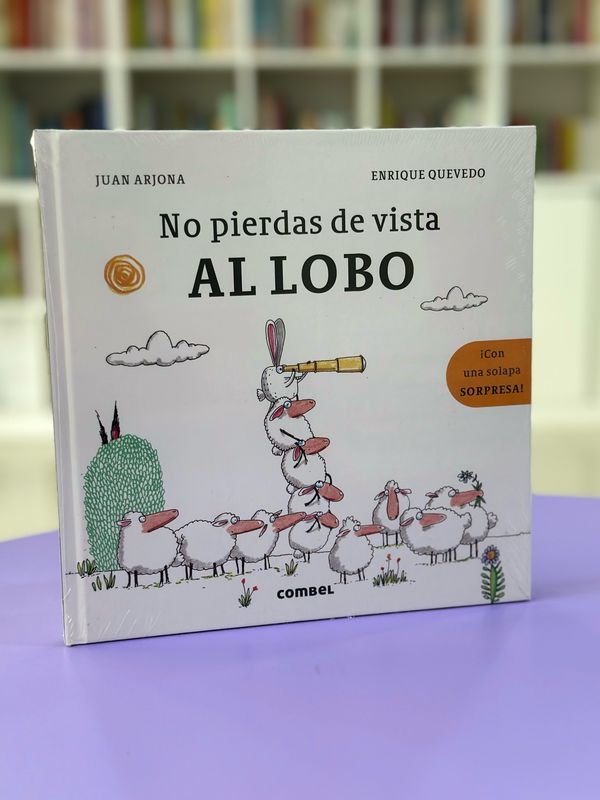 JUAN ARJONA
ENRIQUE QUEVEDO
No pierdas de vista
AL LOBO
¡Con
una solapa
SORPRESA!
COMBEL